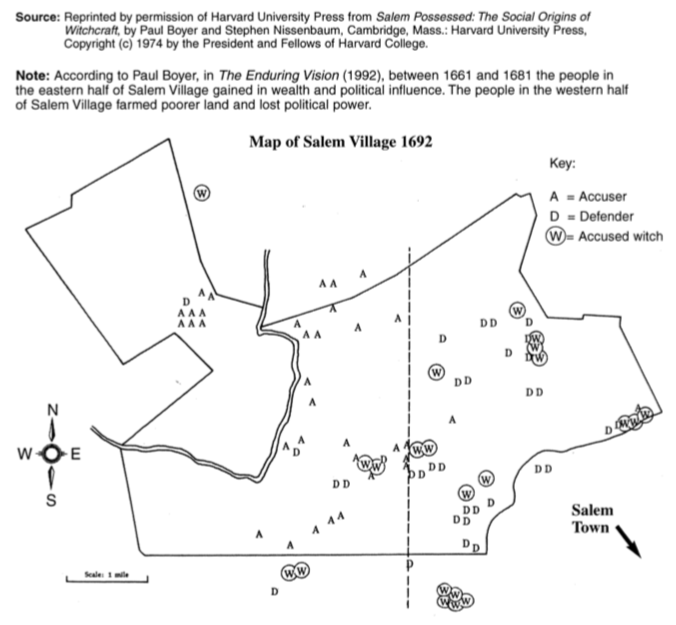 Source: Reprinted by permission of Harvard University Press from Salem Possessed: The Social Origins of
Witchcraft, by Paul Boyer and Stephen Nissenbaum, Cambridge, Mass.: Harvard University Press,
Copyright (c) 1974 by the President and Fellows of Harvard College.
Note: According to Paul Boyer, in The Enduring Vision (1992), between 1661 and 1681 the people in
the eastern half of Salem Village gained in wealth and political influence. The people in the western half
of Salem Village farmed poorer land and lost political power.
Map of Salem Village 1692
Key:
A = Accuser
D = Defender
W = Accused witch
W
A
A A
A A
D
A A A
A A A
A
A
A A
A
A
W
D D
D
D
W
W
W
D
D
W
D D
D D
A
A
A
A
A
D
A
A
W W
D
A
D D
A
W W
D D
D
W
W
D
D D
D D
D D
D
D
D D
D
W W
A A
A
A
A
N
W E
S
Scale: 1 mile
Salem
Town
W W
D
D
W W
W W W